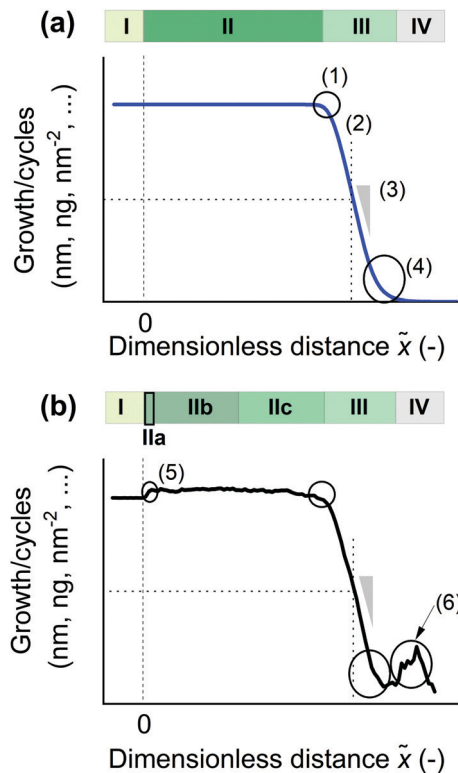 (a)
I II III IV
(1)
(2)
(3)
(4)
Growth/cycles
(nm, ng, nm-2, ...)
0
Dimensionless distance x̃ (-)
(b)
I IIb IIc III IV
IIa
(5)
(6)
Growth/cycles
(nm, ng, nm-2, ...)
0
Dimensionless distance x̃ (-)